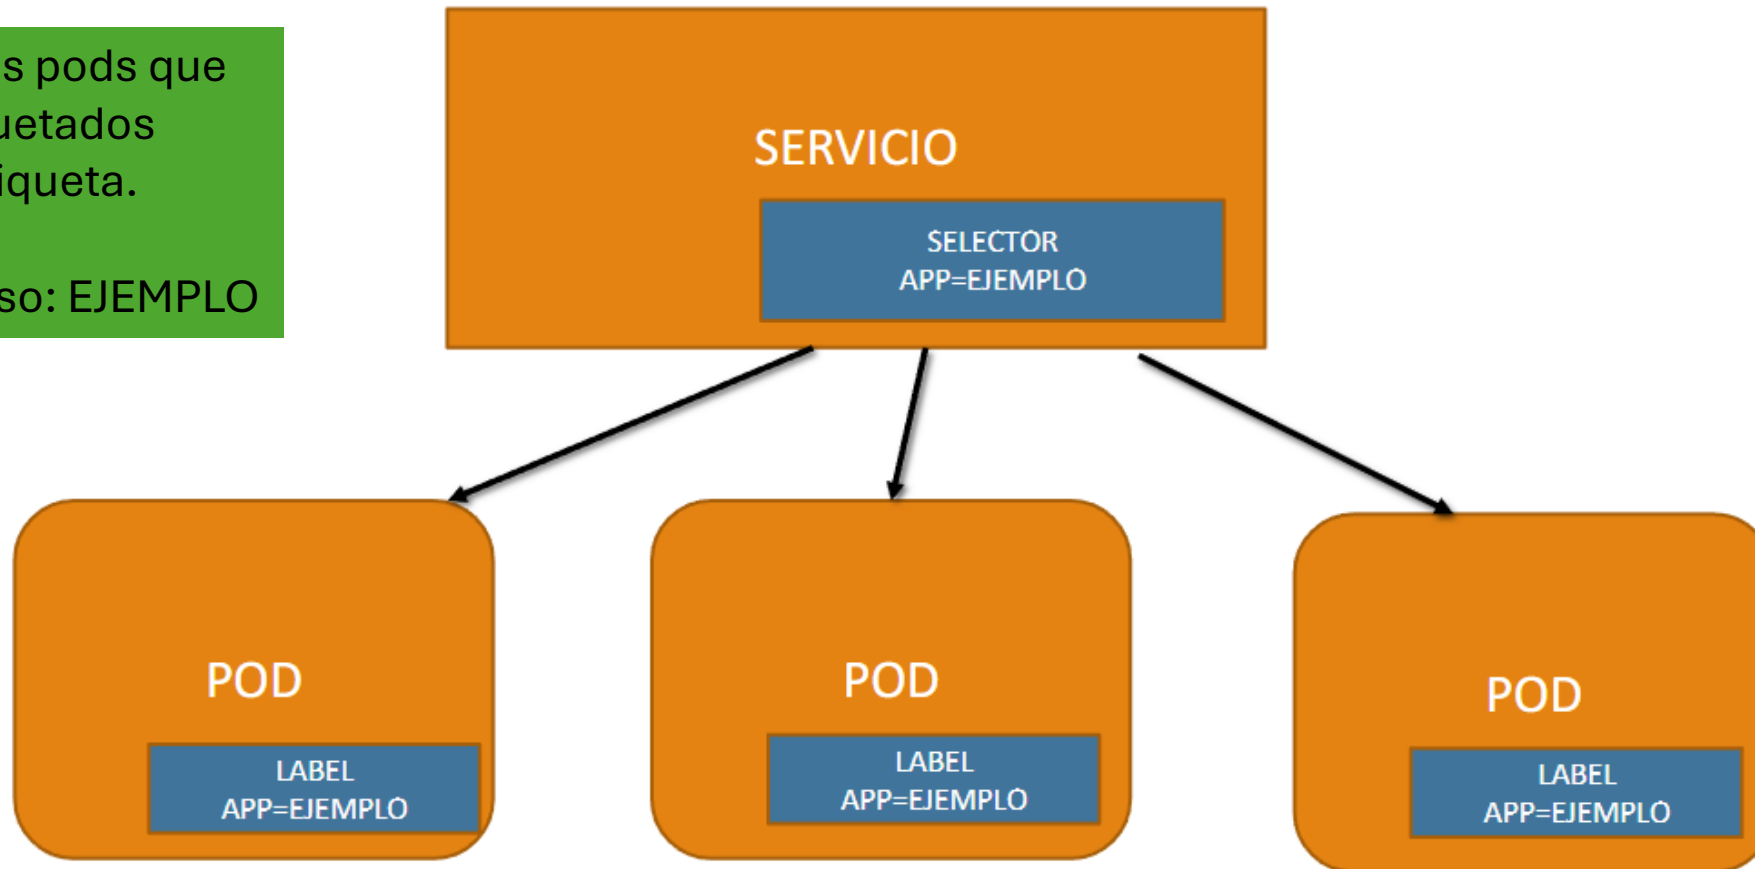 s pods que
uetados
iqueta.
so: EJEMPLO
SERVICIO
SELECTOR
APP=EJEMPLO
POD
LABEL
APP=EJEMPLO
POD
LABEL
APP=EJEMPLO
POD
LABEL
APP=EJEMPLO